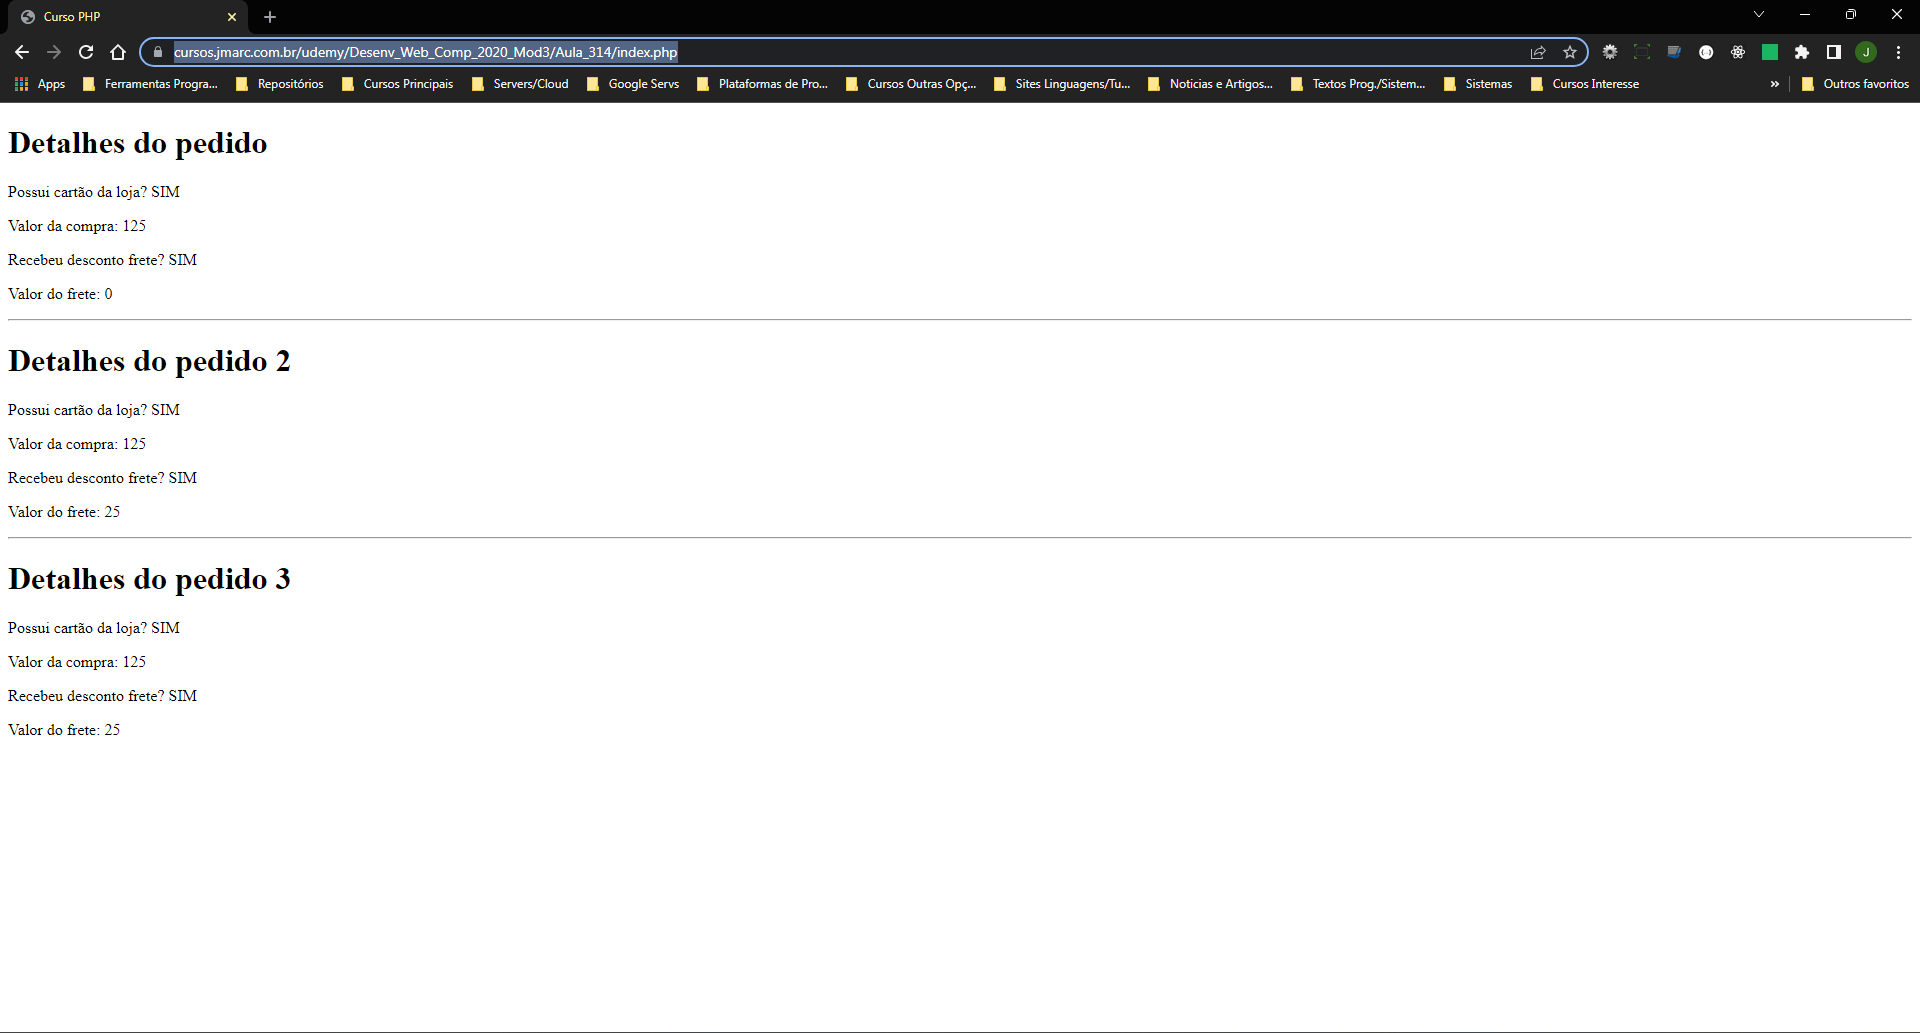 Curso PHP
cursos.jmarc.com.br/udemy/Desenv_Web_Comp_2020_Mod3/Aula_314/index.php
J
Apps Ferramentas Progra... Repositórios Cursos Principais Servers/Cloud Google Servs Plataformas de Pro... Cursos Outras Opç... Sites Linguagens/Tu... Noticias e Artigos... Textos Prog./Sistem... Sistemas Cursos Interesse » Outros favoritos
Detalhes do pedido
Possui cartão da loja? SIM
Valor da compra: 125
Recebeu desconto frete? SIM
Valor do frete: 0
Detalhes do pedido 2
Possui cartão da loja? SIM
Valor da compra: 125
Recebeu desconto frete? SIM
Valor do frete: 25
Detalhes do pedido 3
Possui cartão da loja? SIM
Valor da compra: 125
Recebeu desconto frete? SIM
Valor do frete: 25